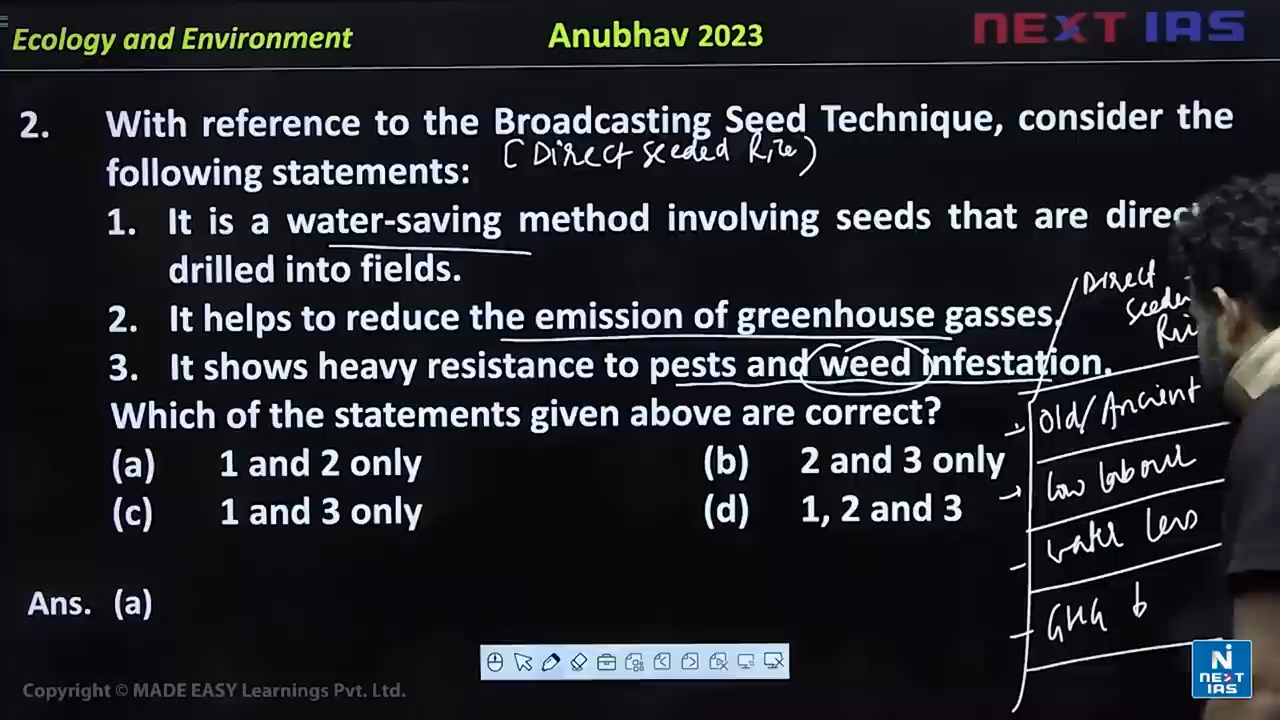 Ecology and Environment
Anubhav 2023
NEXT IAS
2. With reference to the Broadcasting Seed Technique, consider the
(Direct seeded Rice)
following statements:
1. It is a water-saving method involving seeds that are
drilled into fields.
2. It helps to reduce the emission of greenhouse gasses.
3. It shows heavy resistance to pests and weed infestation.
Which of the statements given above are correct?
(a) 1 and 2 only (b) 2 and 3 only
(c) 1 and 3 only (d) 1, 2 and 3
Ans. (a)
Direct
Old/Ancient
low labour
water less
GHG
Copyright © MADE EASY Learnings Pvt. Ltd.
N
NEXT
IAS